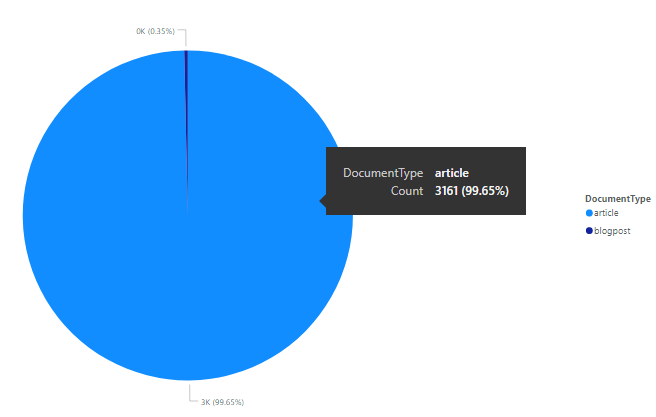 0K (0.35%)
DocumentType article
Count 3161 (99.65%)
DocumentType
article
blogpost
3K (99.65%)